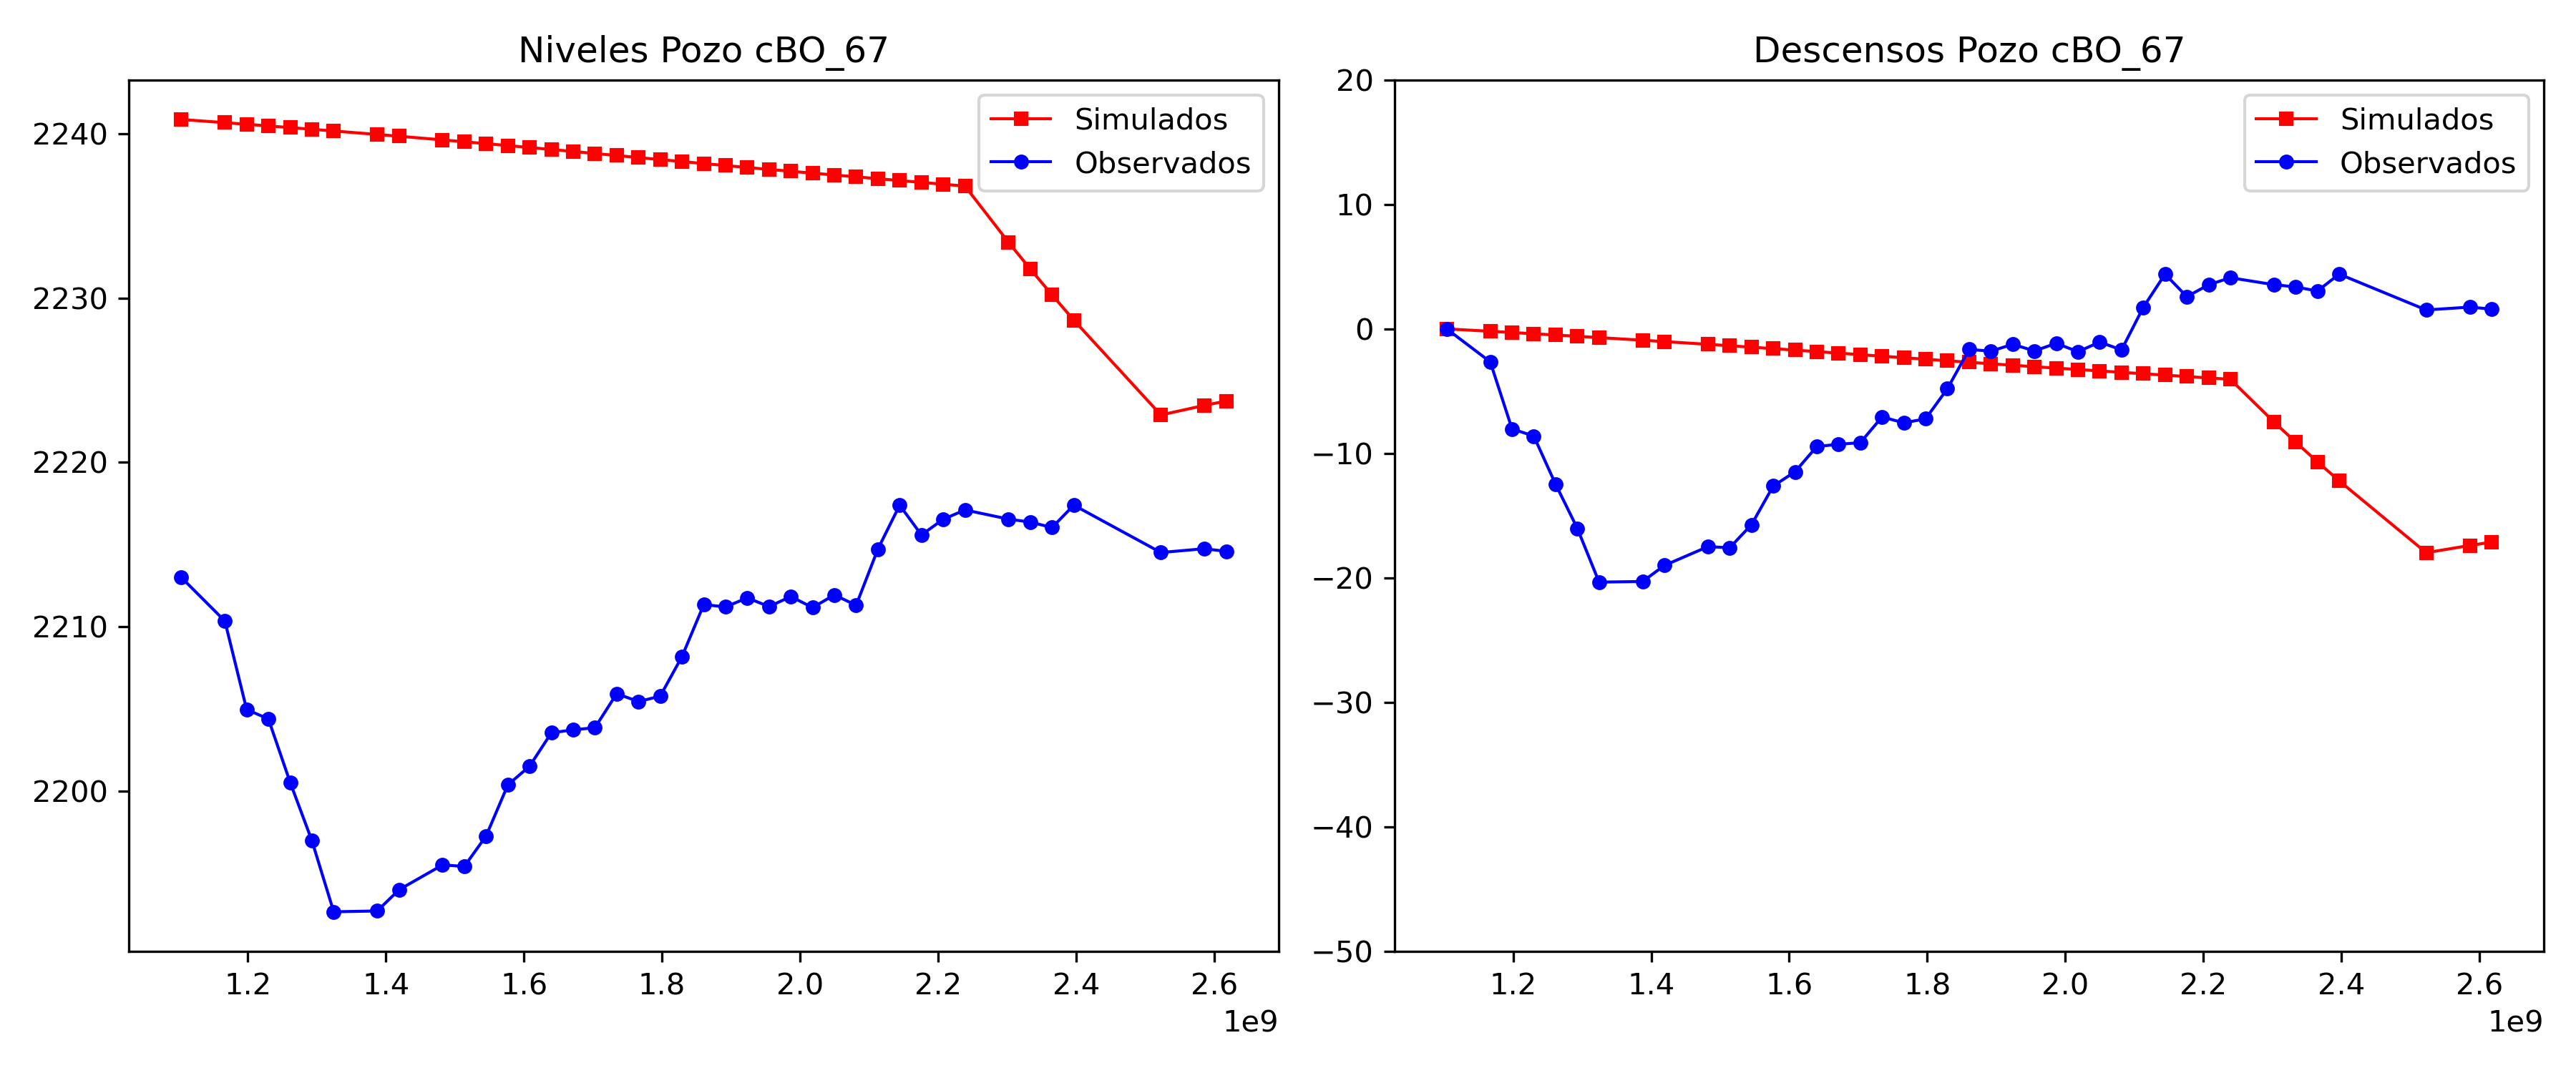 Niveles Pozo cBO_67
2240
2230
2220
2210
2200
1.2 1.4 1.6 1.8 2.0 2.2 2.4 2.6
1e9
Simulados
Observados
Descensos Pozo cBO_67
20
10
0
−10
−20
−30
−40
−50
1.2 1.4 1.6 1.8 2.0 2.2 2.4 2.6
1e9
Simulados
Observados